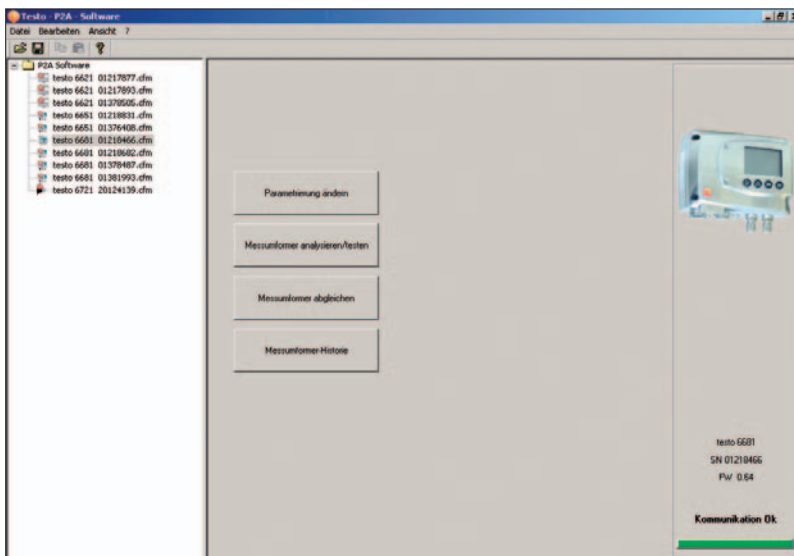 Testo - P2A - Software
Datei Bearbeiten Ansicht ?
P2A Software
testo 6621 01217877.cfm
testo 6621 01217893.cfm
testo 6621 01378505.cfm
testo 6651 01218831.cfm
testo 6651 01376408.cfm
testo 6681 01218466.cfm
testo 6681 01218682.cfm
testo 6681 01378487.cfm
testo 6681 01381993.cfm
testo 6721 20124139.cfm
Parametrierung ändern
Messumformer analysieren/testen
Messumformer abgleichen
Messumformer-Historie
testo 6681
SN 01218466
FW 0.64
Kommunikation Ok